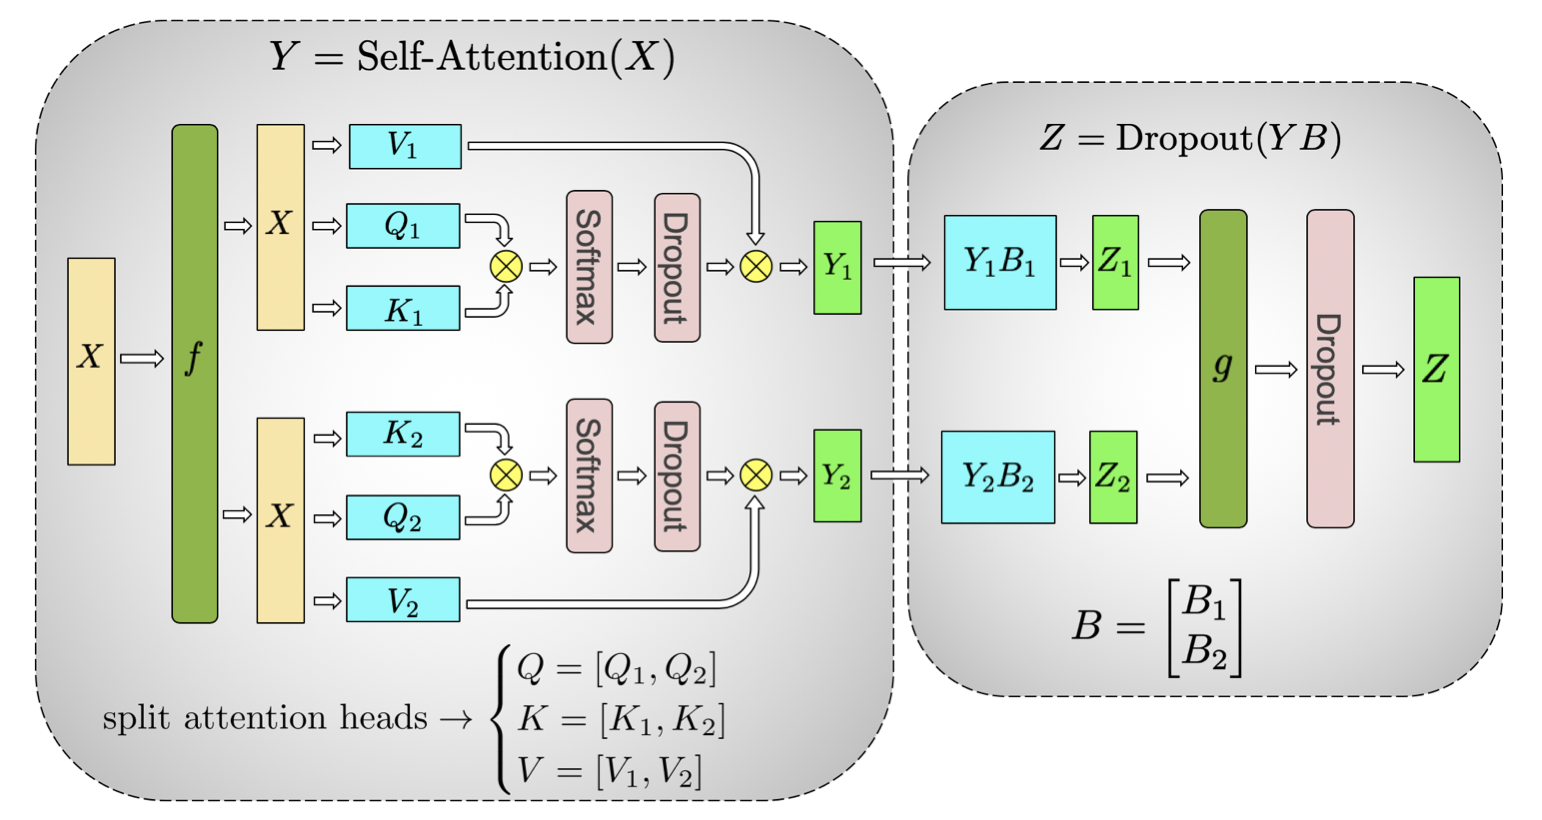 Y = Self-Attention(X)
X
f
X
V₁
Q₁
K₁
Softmax
Dropout
Y₁
X
K₂
Q₂
V₂
Softmax
Dropout
Y₂
split attention heads → { Q = [Q₁, Q₂]
K = [K₁, K₂]
V = [V₁, V₂]
Z = Dropout(YB)
Y₁B₁
Z₁
Y₂B₂
Z₂
g
Dropout
Z
B = [B₁
B₂]